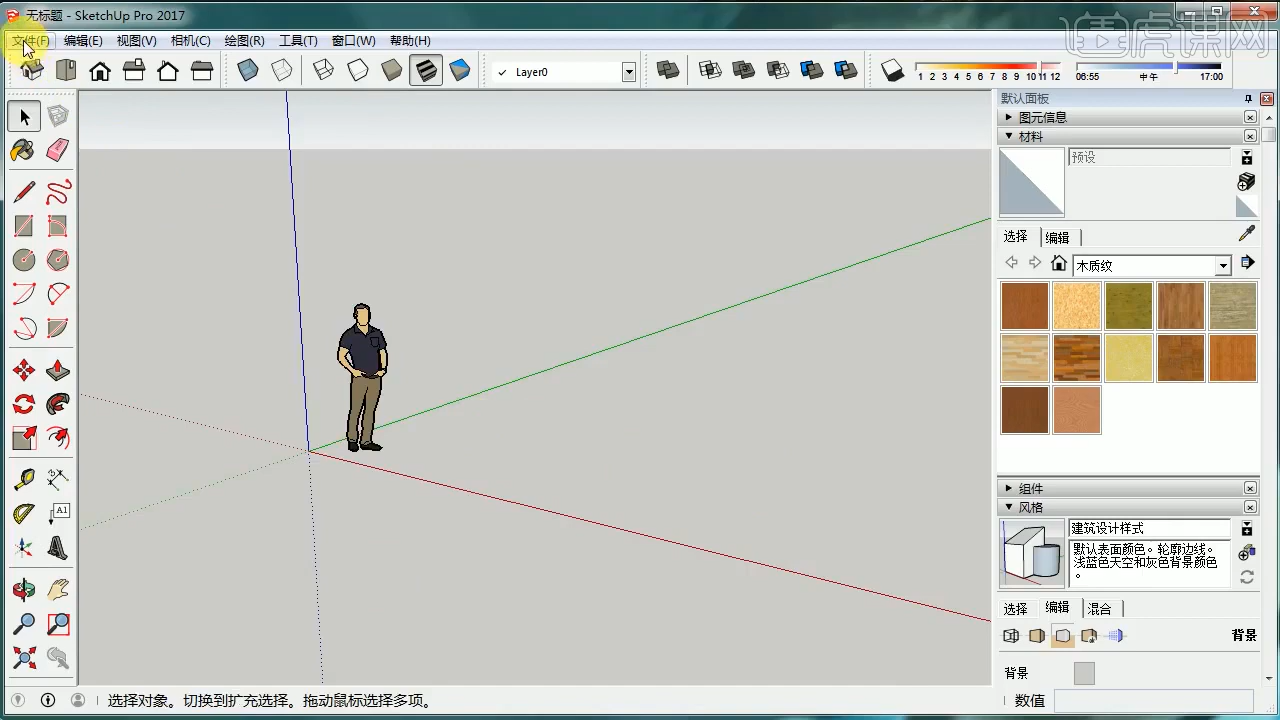 无标题 - SketchUp Pro 2017
文件(F) 编辑(E) 视图(V) 相机(C) 绘图(R) 工具(T) 窗口(W) 帮助(H)
虎课网
Layer0
1 2 3 4 5 6 7 8 9 10 11 12
06:55 中午 17:00
默认面板
图元信息
材料
预设
选择 编辑
木质纹
A1
组件
风格
建筑设计样式
默认表面颜色。轮廓边线。
浅蓝色天空和灰色背景颜色
。
选择 编辑 混合
背景
背景
选择对象。切换到扩充选择。拖动鼠标选择多项。
数值